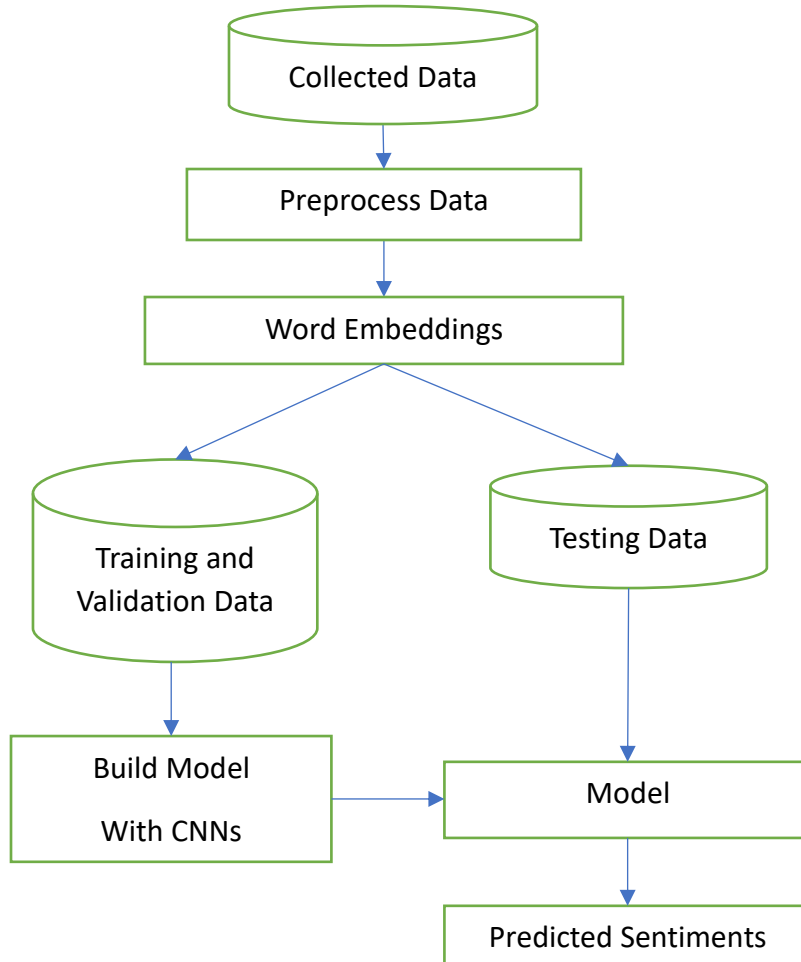 Collected Data
Preprocess Data
Word Embeddings
Training and
Validation Data
Testing Data
Build Model
With CNNs
Model
Predicted Sentiments